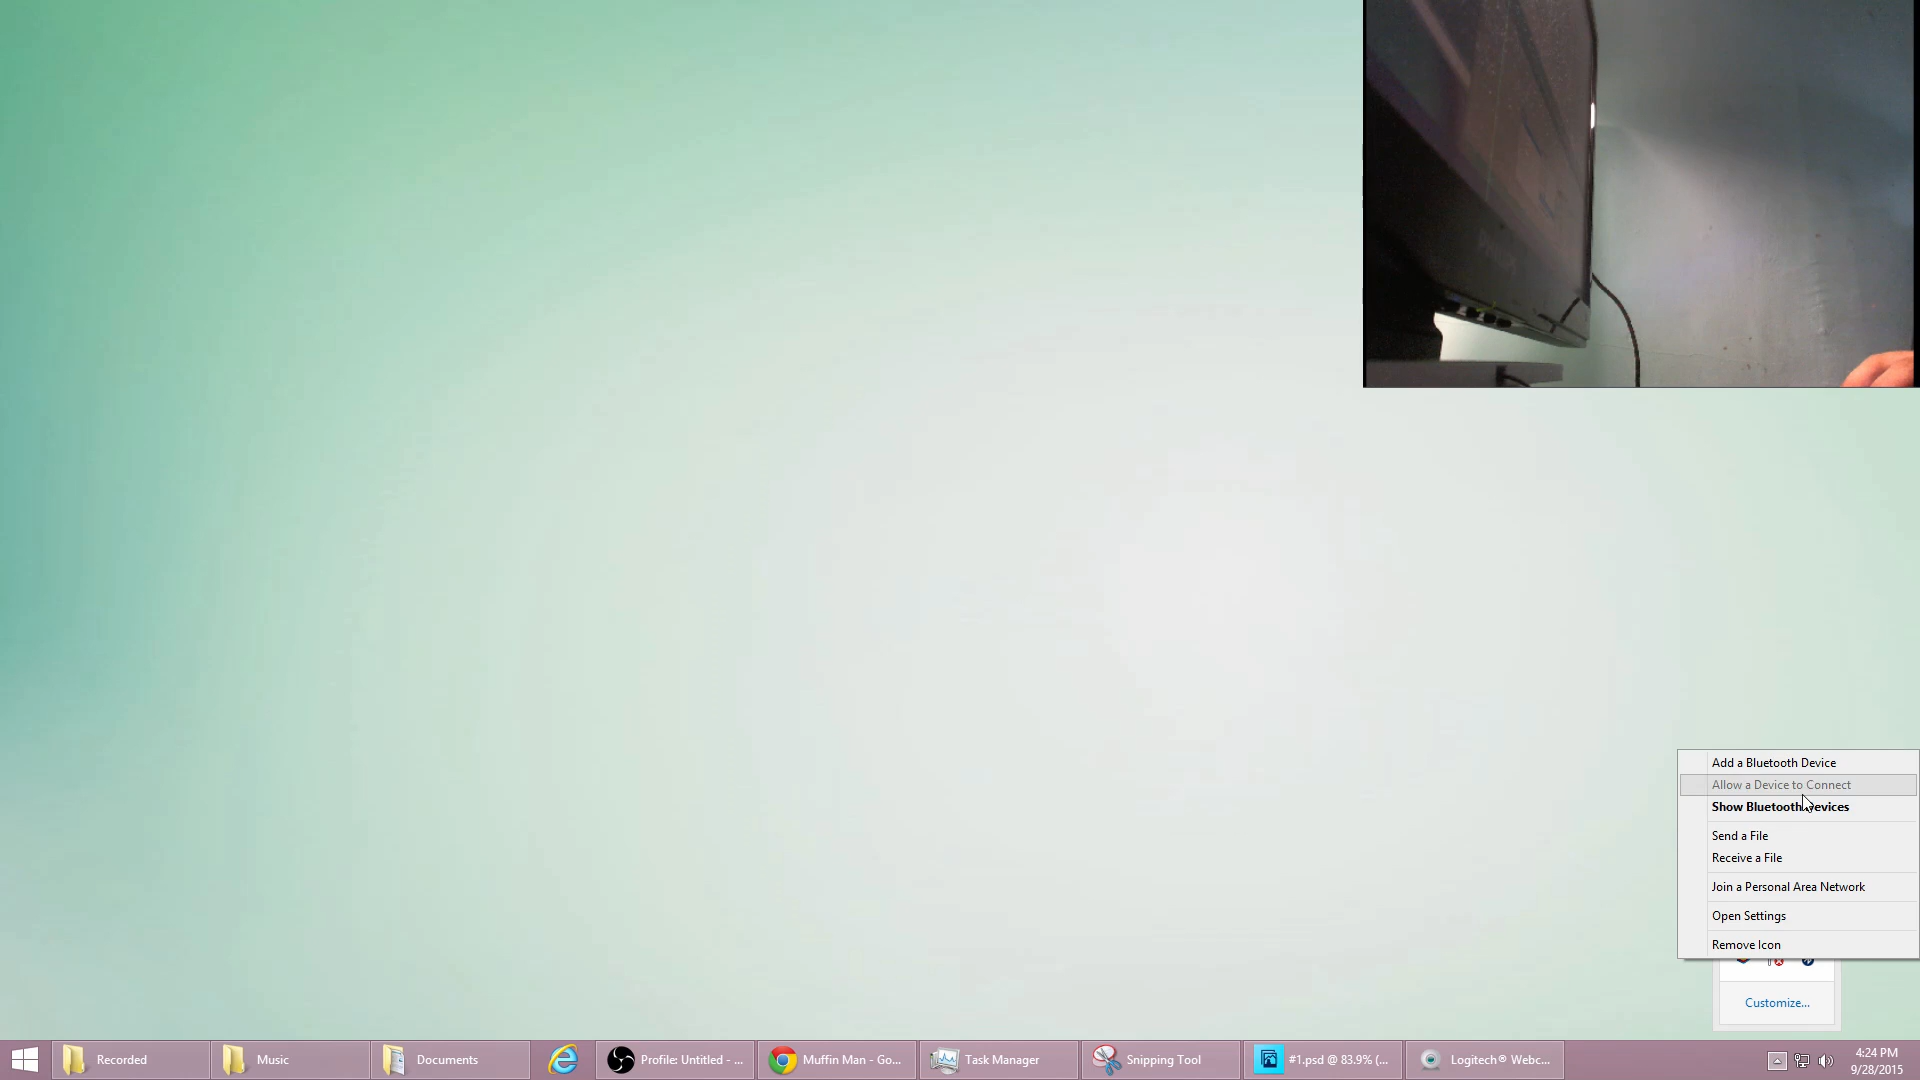 Add a Bluetooth Device
Allow a Device to Connect
Show Bluetooth Devices
Send a File
Receive a File
Join a Personal Area Network
Open Settings
Remove Icon
Customize...
Recorded
Music
Documents
Profile: Untitled - ...
Muffin Man - Go...
Task Manager
Snipping Tool
#1.psd @ 83.9% (...
Logitech® Webc...
4:24 PM
9/28/2015